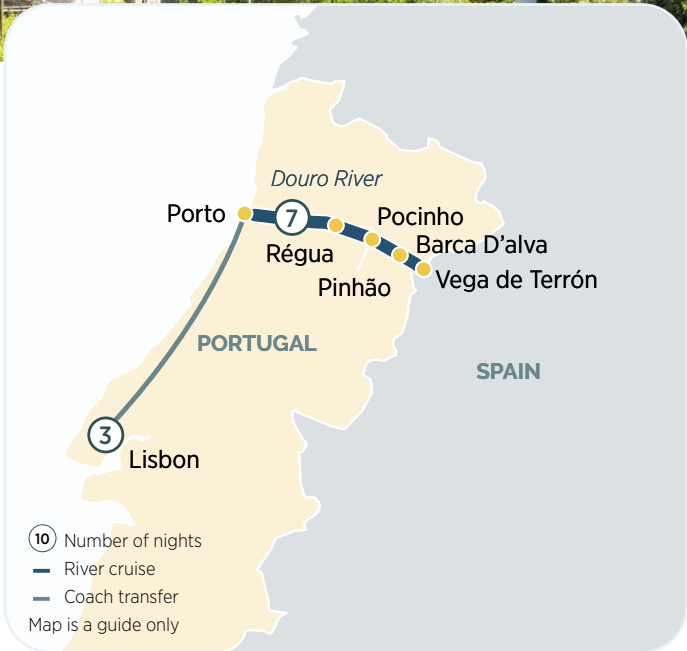 Douro River
Porto
7
Pocinho
Régua
Barca D'alva
Pinhão
Vega de Terrón
PORTUGAL
SPAIN
3
Lisbon
10 Number of nights
River cruise
Coach transfer
Map is a guide only